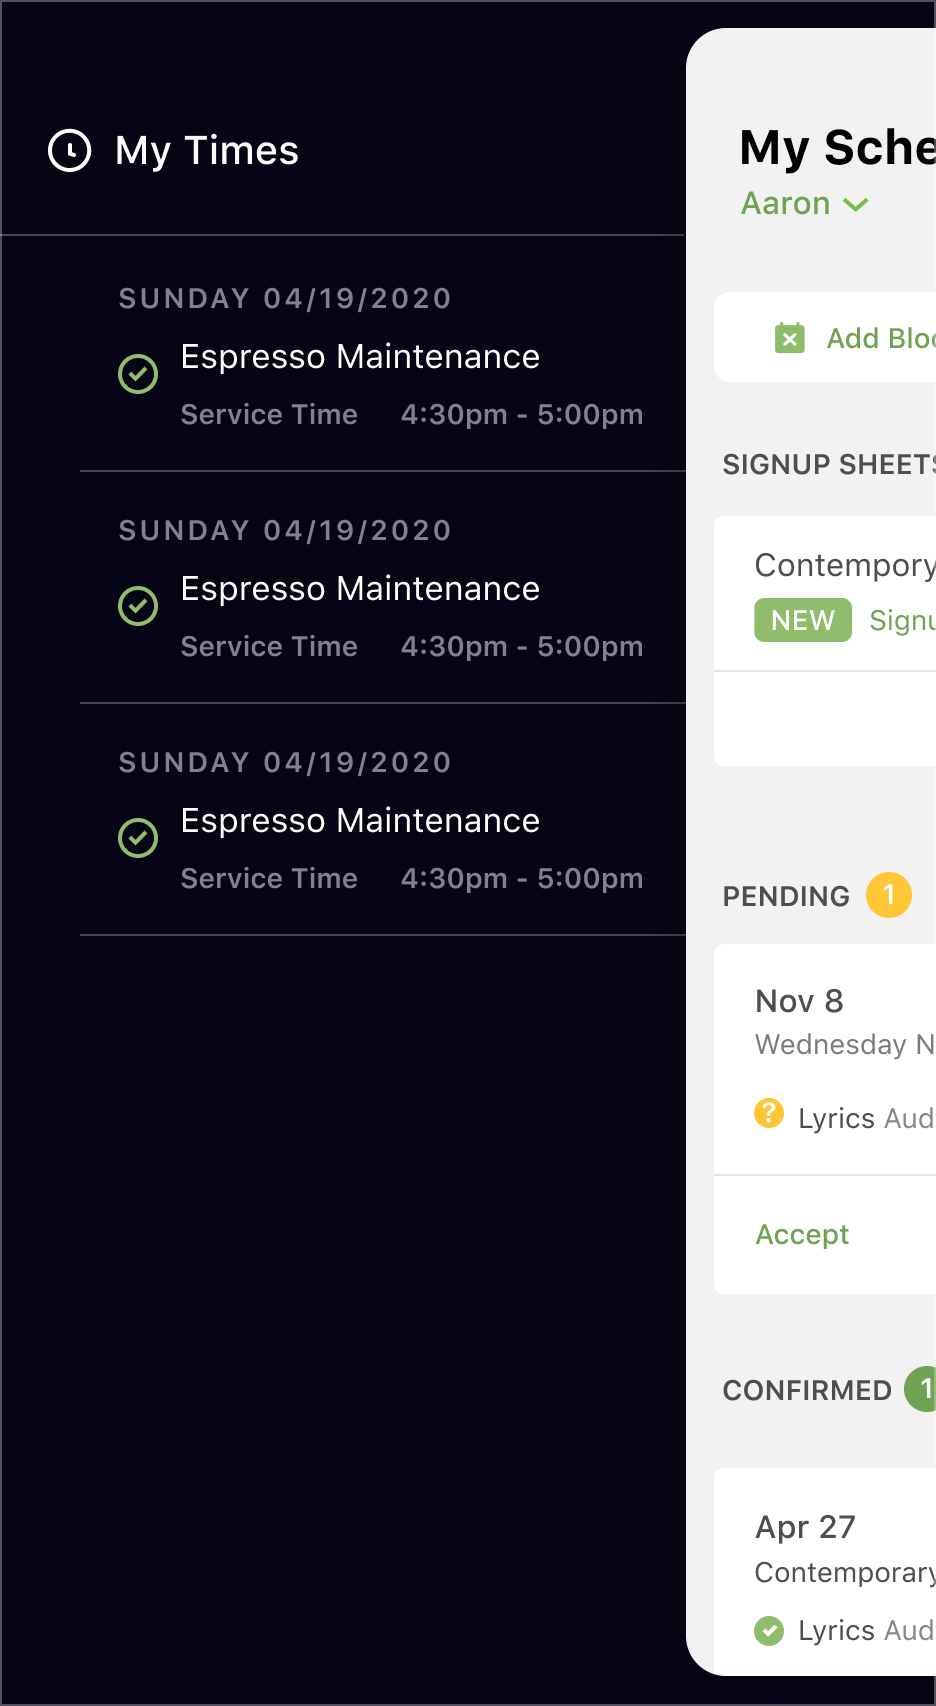 My Times
SUNDAY 04/19/2020
Espresso Maintenance
Service Time 4:30pm - 5:00pm
SUNDAY 04/19/2020
Espresso Maintenance
Service Time 4:30pm - 5:00pm
SUNDAY 04/19/2020
Espresso Maintenance
Service Time 4:30pm - 5:00pm
My Sche
Aaron
Add Bloc
SIGNUP SHEETS
Contempory
NEW Signu
PENDING 1
Nov 8
Wednesday N
? Lyrics Aud
Accept
CONFIRMED 1
Apr 27
Contemporary
Lyrics Aud